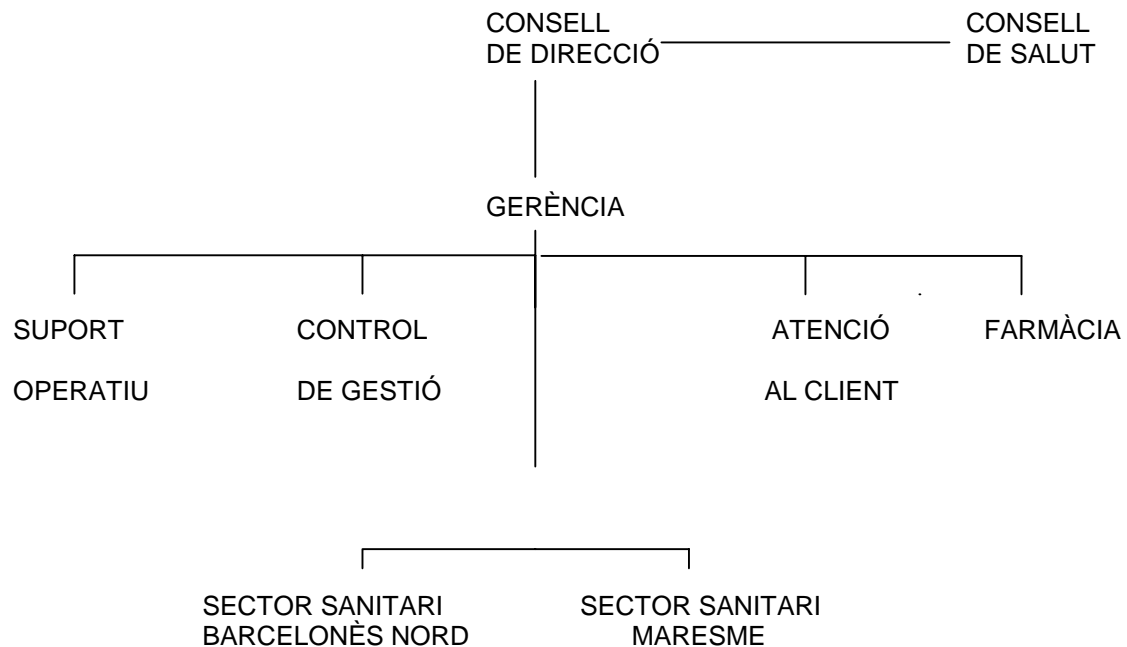 CONSELL
DE DIRECCIÓ
CONSELL
DE SALUT
GERÈNCIA
SUPORT
OPERATIU
CONTROL
DE GESTIÓ
ATENCIÓ
AL CLIENT
FARMÀCIA
SECTOR SANITARI
BARCELONÈS NORD
SECTOR SANITARI
MARESME